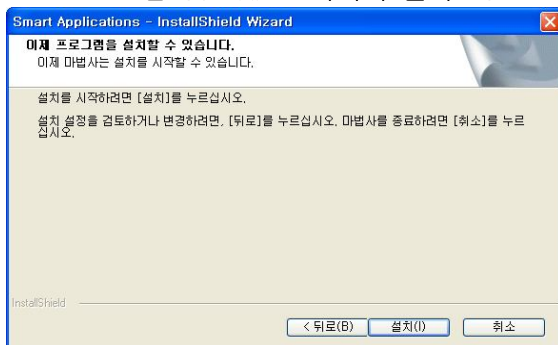 Smart Applications - InstallShield Wizard
이제 프로그램을 설치할 수 있습니다.
이제 마법사는 설치를 시작할 수 있습니다.
설치를 시작하려면 [설치]를 누르십시오.
설치 설정을 검토하거나 변경하려면, [뒤로]를 누르십시오. 마법사를 종료하려면 [취소]를 누르
십시오.
InstallShield
< 뒤로(B) 설치(I) 취소